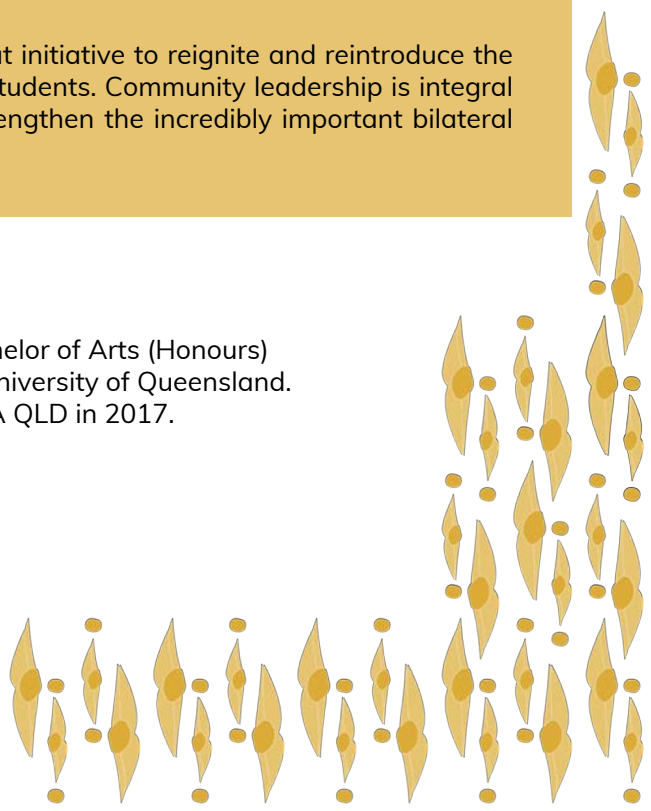 t initiative to reignite and reintroduce the
tudents. Community leadership is integral
engthen the incredibly important bilateral
elor of Arts (Honours)
niversity of Queensland.
A QLD in 2017.